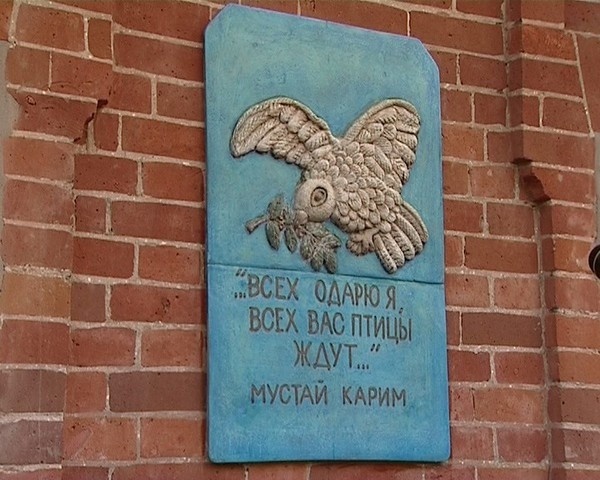 "...ВСЕХ ОДАРЮ Я,
ВСЕХ ВАС ПТИЦЫ
ЖДУТ..."
МУСТАЙ КАРИМ